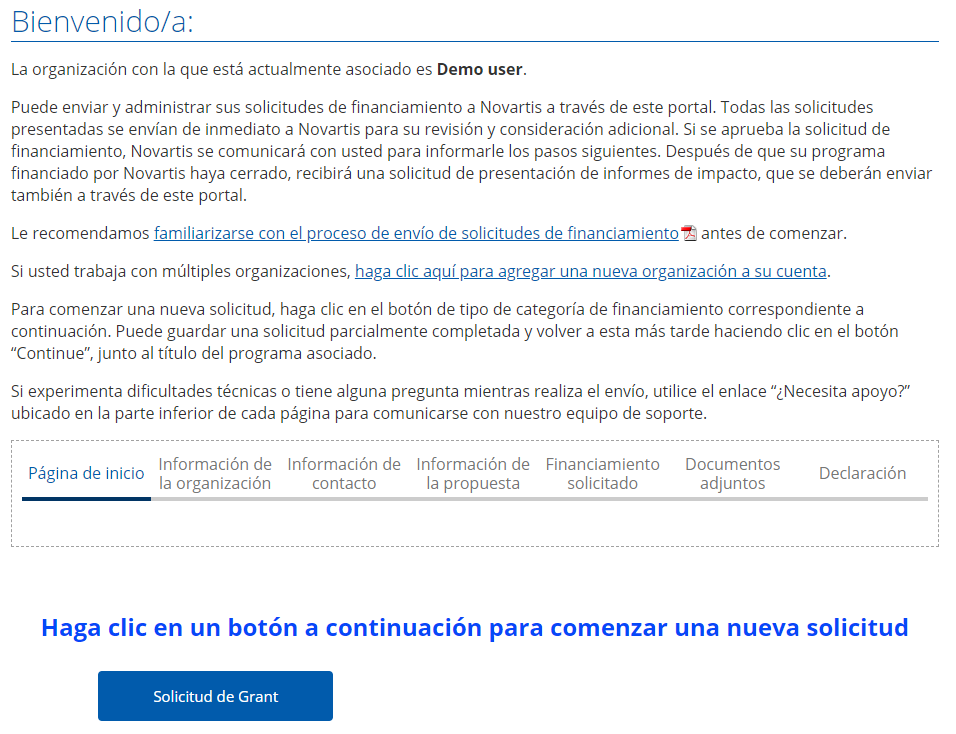 Bienvenido/a:
La organización con la que está actualmente asociado es Demo user.
Puede enviar y administrar sus solicitudes de financiamiento a Novartis a través de este portal. Todas las solicitudes
presentadas se envían de inmediato a Novartis para su revisión y consideración adicional. Si se aprueba la solicitud de
financiamiento, Novartis se comunicará con usted para informarle los pasos siguientes. Después de que su programa
financiado por Novartis haya cerrado, recibirá una solicitud de presentación de informes de impacto, que se deberán enviar
también a través de este portal.
Le recomendamos familiarizarse con el proceso de envío de solicitudes de financiamiento antes de comenzar.
Si usted trabaja con múltiples organizaciones, haga clic aquí para agregar una nueva organización a su cuenta.
Para comenzar una nueva solicitud, haga clic en el botón de tipo de categoría de financiamiento correspondiente a
continuación. Puede guardar una solicitud parcialmente completada y volver a esta más tarde haciendo clic en el botón
“Continue”, junto al título del programa asociado.
Si experimenta dificultades técnicas o tiene alguna pregunta mientras realiza el envío, utilice el enlace “¿Necesita apoyo?”
ubicado en la parte inferior de cada página para comunicarse con nuestro equipo de soporte.
Página de inicio
Información de
la organización
Información de
contacto
Información de
la propuesta
Financiamiento
solicitado
Documentos
adjuntos
Declaración
Haga clic en un botón a continuación para comenzar una nueva solicitud
Solicitud de Grant